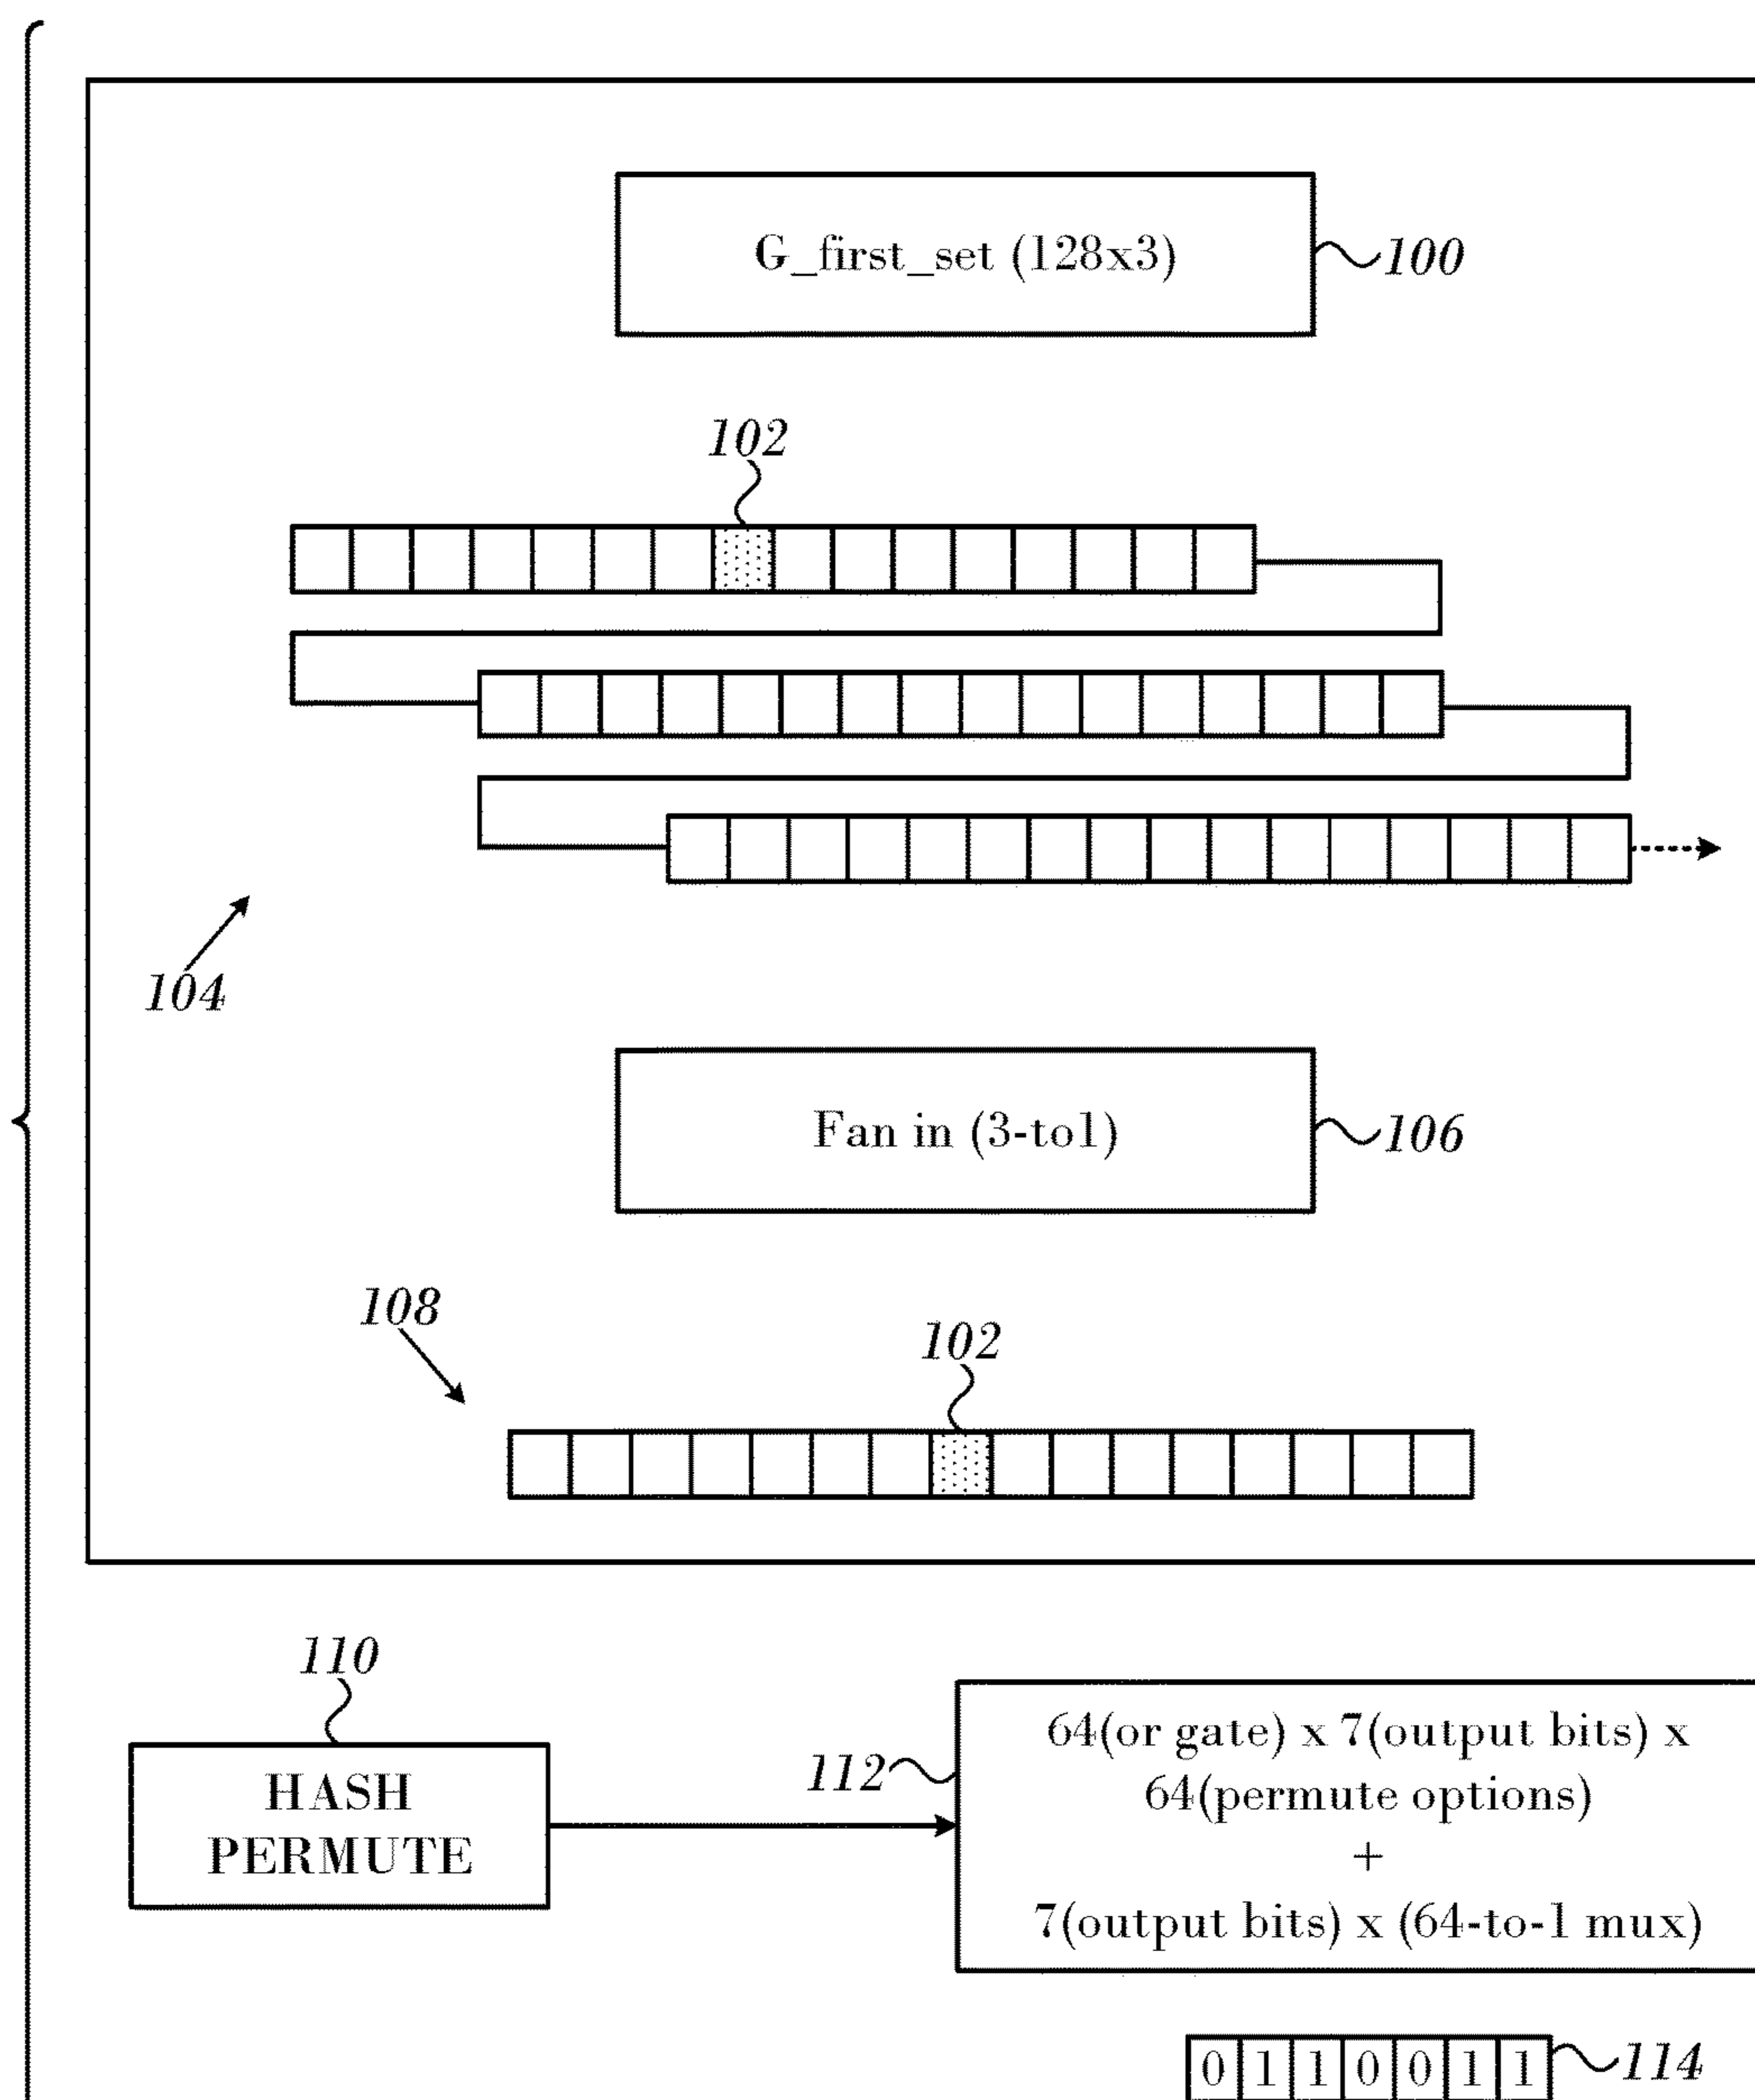 G_first_set (128x3)
100
102
104
Fan in (3-to1)
106
108
102
110
HASH
PERMUTE
112
64(or gate) x 7(output bits) x
64(permute options)
+
7(output bits) x (64-to-1 mux)
0 1 1 0 0 1 1
114